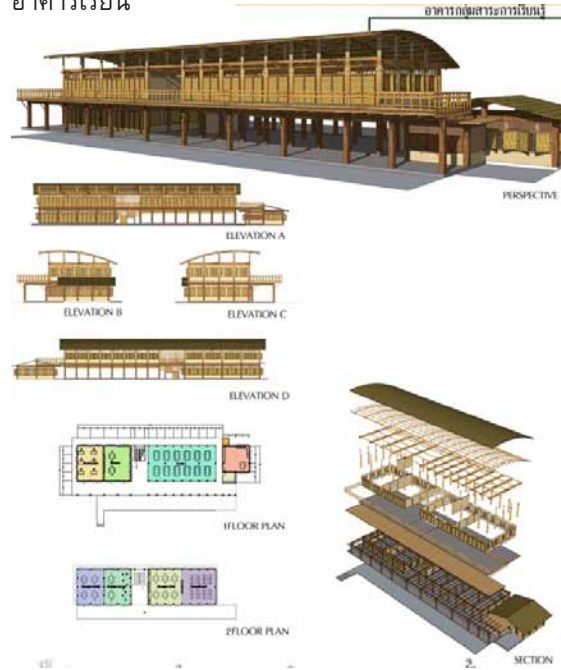 อาคารเรียน
อาคารกลุ่มสาระการเรียนรู้
PERSPECTIVE
ELEVATION A
ELEVATION B
ELEVATION C
ELEVATION D
1FLOOR PLAN
2FLOOR PLAN
SECTION